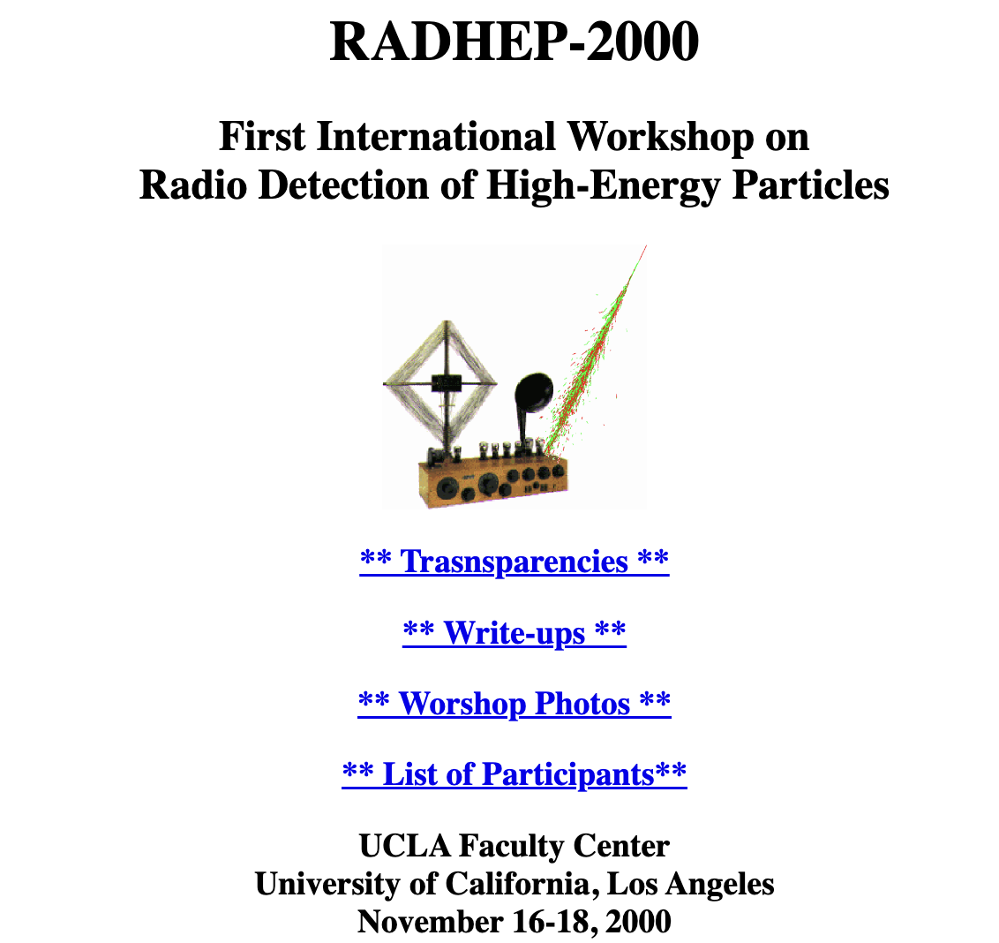 RADHEP-2000
First International Workshop on
Radio Detection of High-Energy Particles
** Trasnsparencies **
** Write-ups **
** Worshop Photos **
** List of Participants**
UCLA Faculty Center
University of California, Los Angeles
November 16-18, 2000